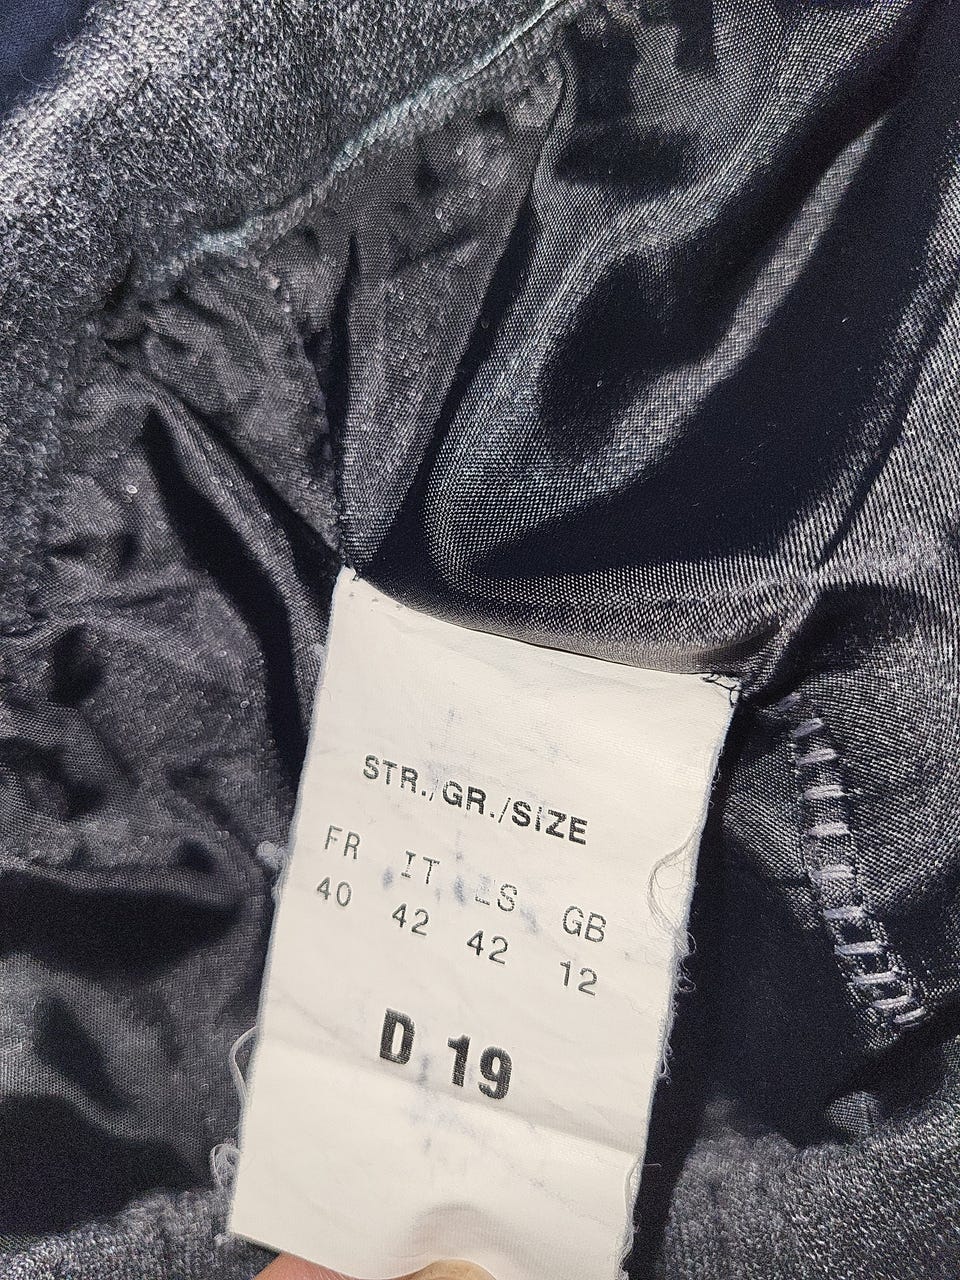 STR./GR./SIZE
FR IT ES GB
40 42 42 12
D 19